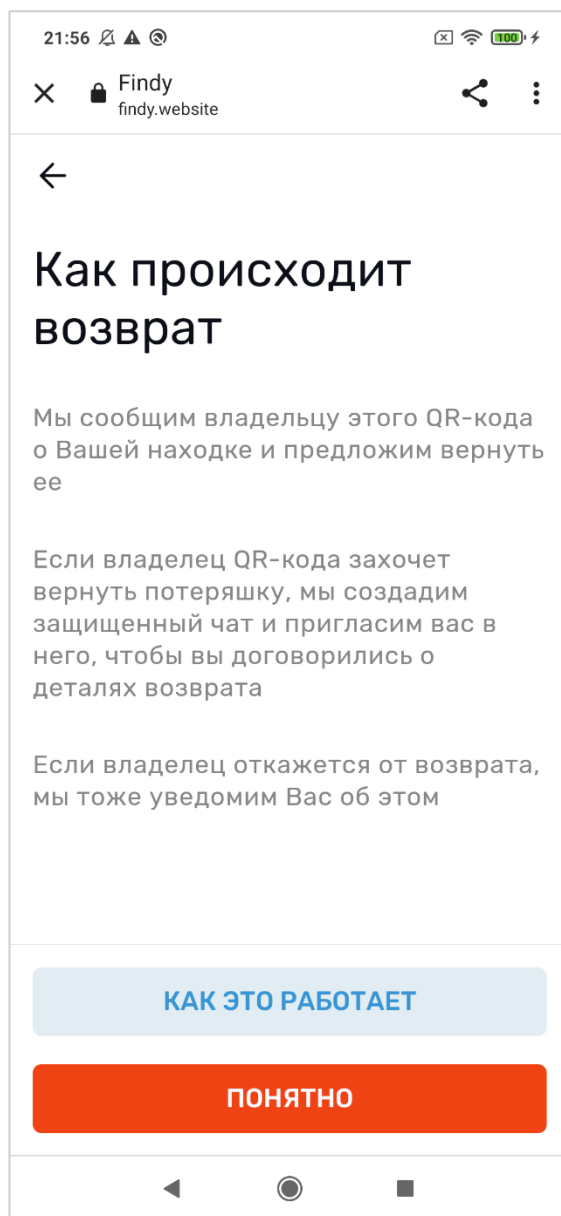 21:56
100
Findy
findy.website
Как происходит
возврат
Мы сообщим владельцу этого QR-кода
о Вашей находке и предложим вернуть
ее
Если владелец QR-кода захочет
вернуть потеряшку, мы создадим
защищенный чат и пригласим вас в
него, чтобы вы договорились о
деталях возврата
Если владелец откажется от возврата,
мы тоже уведомим Вас об этом
КАК ЭТО РАБОТАЕТ
ПОНЯТНО